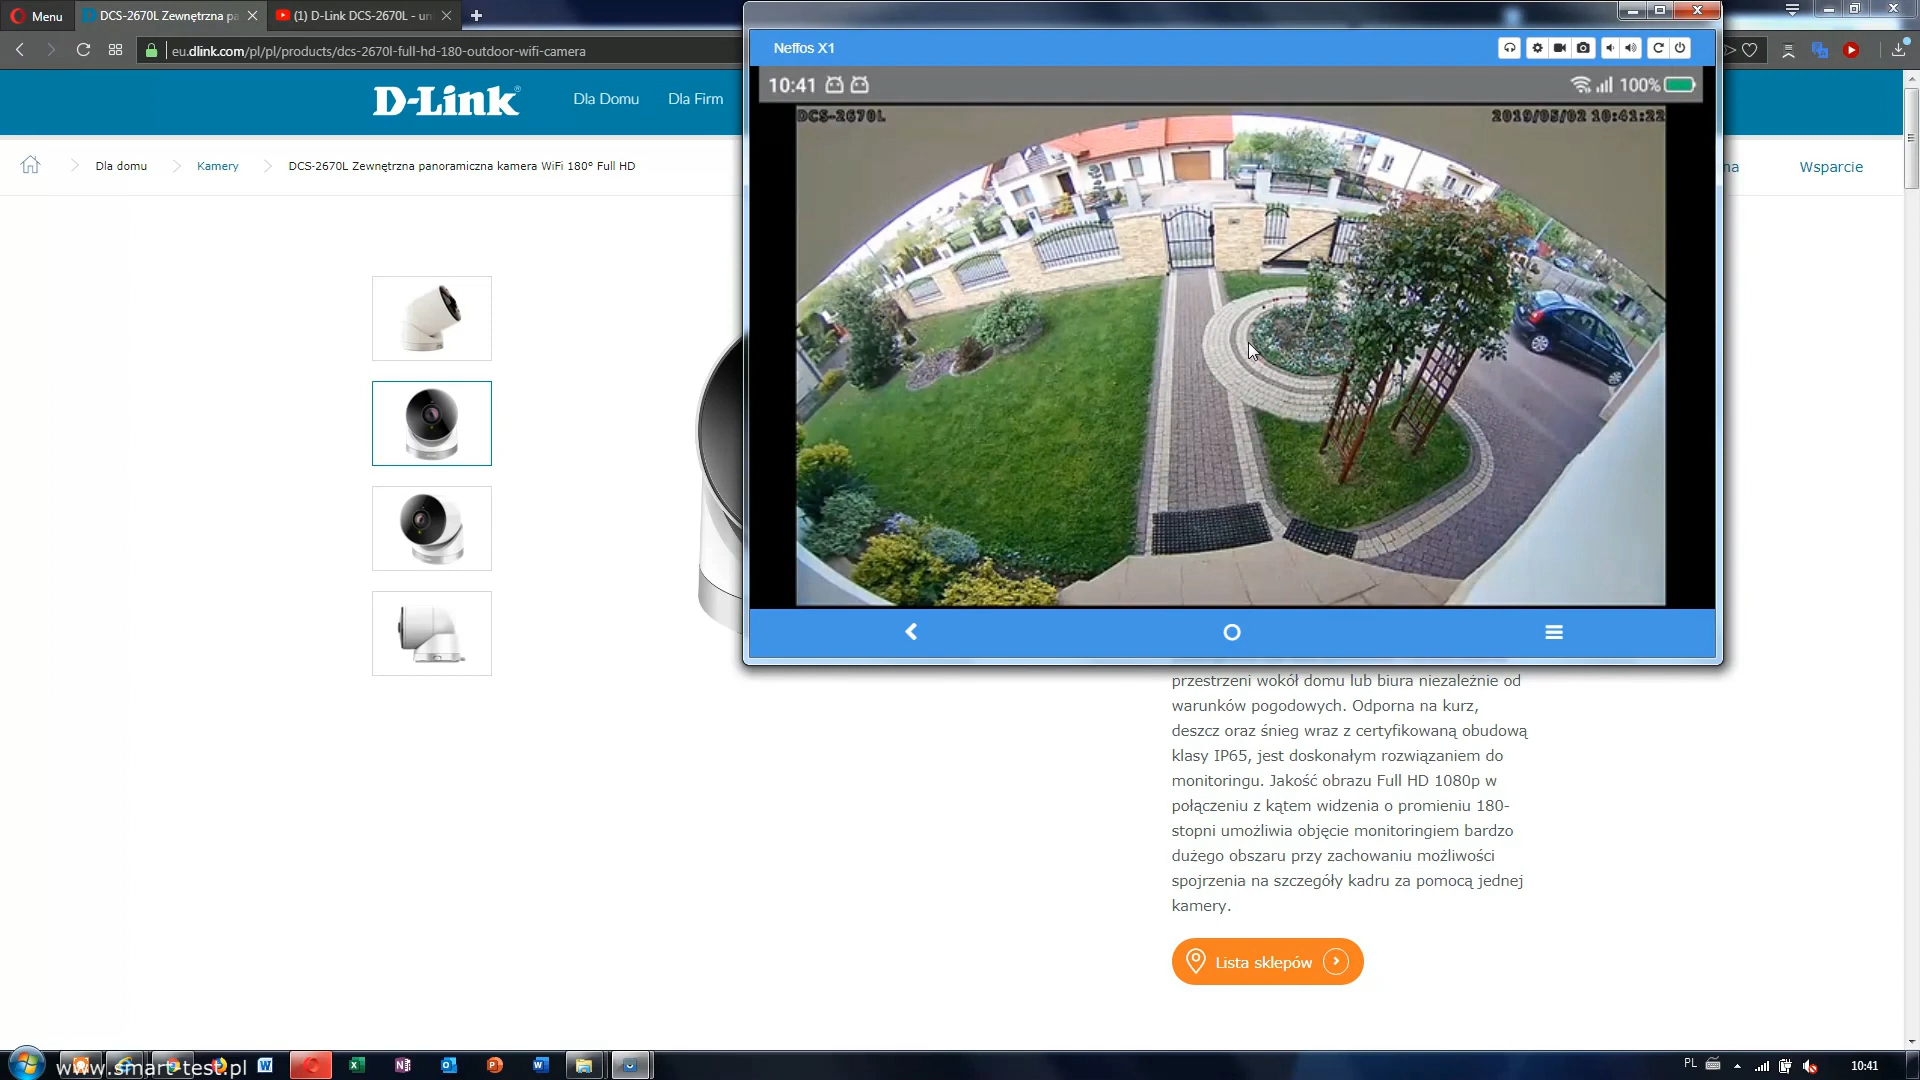 Menu
DCS-2670L Zewnętrzna pa
(1) D-Link DCS-2670L - ur
eu.dlink.com/pl/pl/products/dcs-2670l-full-hd-180-outdoor-wifi-camera
D-Link
Dla Domu
Dla Firm
Dla domu
Kamery
DCS-2670L Zewnętrzna panoramiczna kamera WiFi 180° Full HD
na
Wsparcie
Neffos X1
10:41
100%
DCS-2670L
2019/05/02 10:41:22
przestrzeni wokół domu lub biura niezależnie od
warunków pogodowych. Odporna na kurz,
deszcz oraz śnieg wraz z certyfikowaną obudową
klasy IP65, jest doskonałym rozwiązaniem do
monitoringu. Jakość obrazu Full HD 1080p w
połączeniu z kątem widzenia o promieniu 180-
stopni umożliwia objęcie monitoringiem bardzo
dużego obszaru przy zachowaniu możliwości
spojrzenia na szczegóły kadru za pomocą jednej
kamery.
Lista sklepów
www.smart-test.pl
PL
10:41